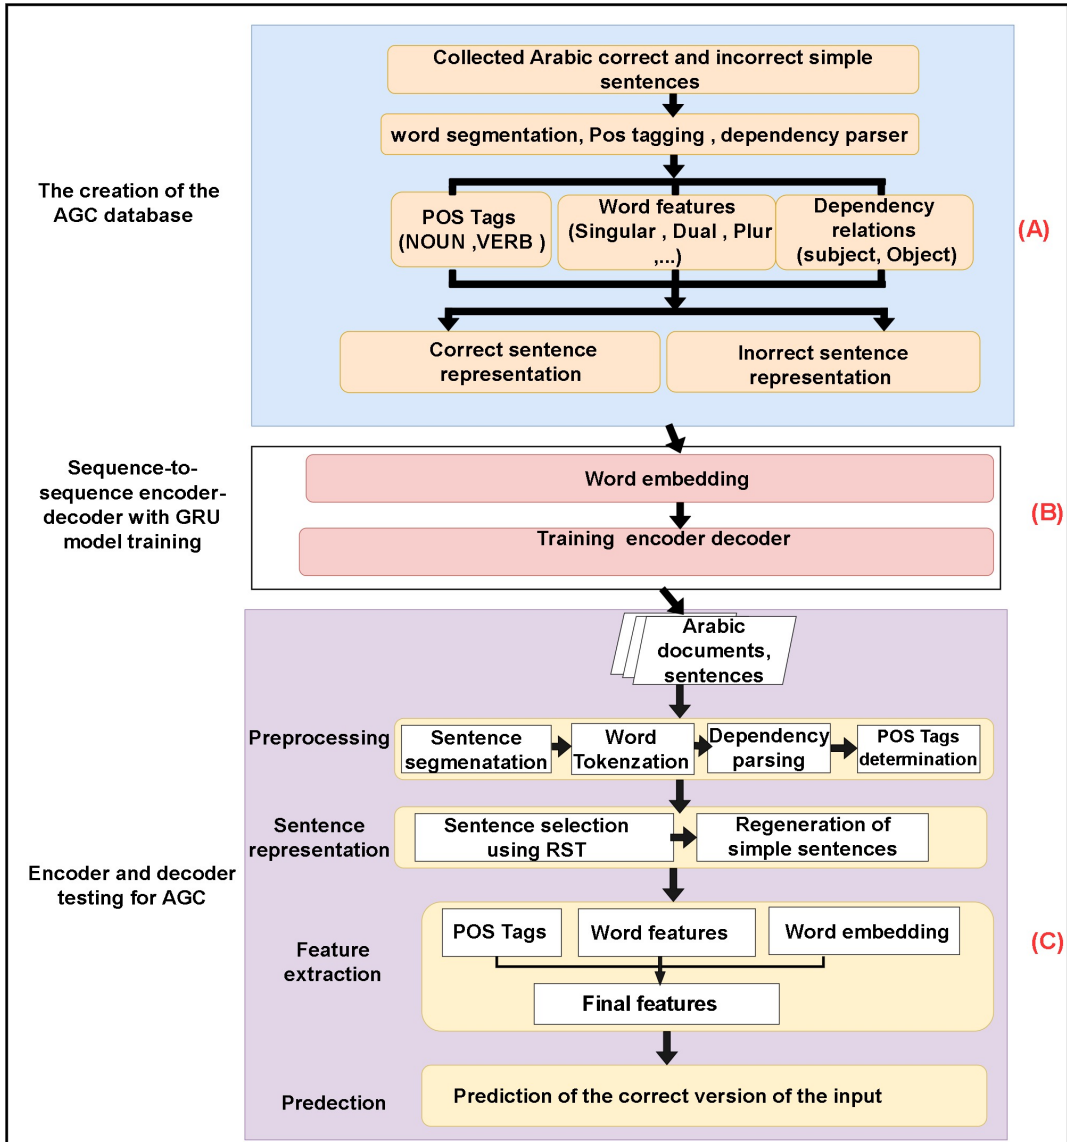 Collected Arabic correct and incorrect simple
sentences
word segmentation, Pos tagging , dependency parser
The creation of the
AGC database
POS Tags
(NOUN ,VERB )
Word features
(Singular , Dual , Plur
,...)
Dependency
relations
(subject, Object)
(A)
Correct sentence
representation
Inorrect sentence
representation
Sequence-to-
sequence encoder-
decoder with GRU
model training
Word embedding
Training encoder decoder
(B)
Arabic
documents,
sentences
Preprocessing
Sentence
segmenatation
Word
Tokenzation
Dependency
parsing
POS Tags
determination
Sentence
representation
Sentence selection
using RST
Regeneration of
simple sentences
Encoder and decoder
testing for AGC
Feature
extraction
POS Tags
Word features
Word embedding
Final features
(C)
Predection
Prediction of the correct version of the input